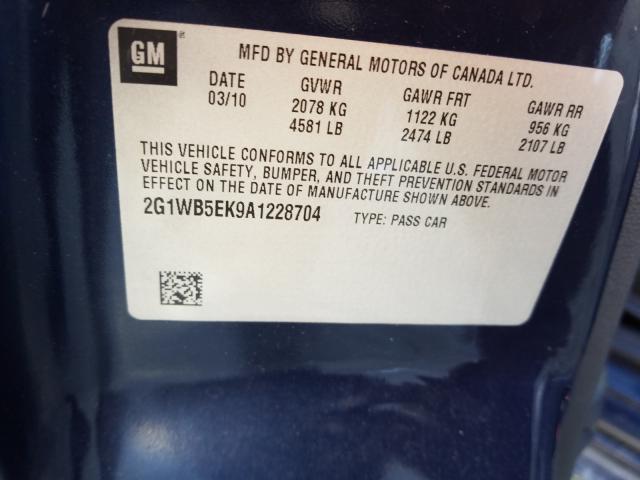 GM
MFD BY GENERAL MOTORS OF CANADA LTD.
DATE GVWR GAWR FRT GAWR RR
03/10 2078 KG 1122 KG 956 KG
4581 LB 2474 LB 2107 LB
THIS VEHICLE CONFORMS TO ALL APPLICABLE U.S. FEDERAL MOTOR
VEHICLE SAFETY, BUMPER, AND THEFT PREVENTION STANDARDS IN
EFFECT ON THE DATE OF MANUFACTURE SHOWN ABOVE.
2G1WB5EK9A1228704 TYPE: PASS CAR